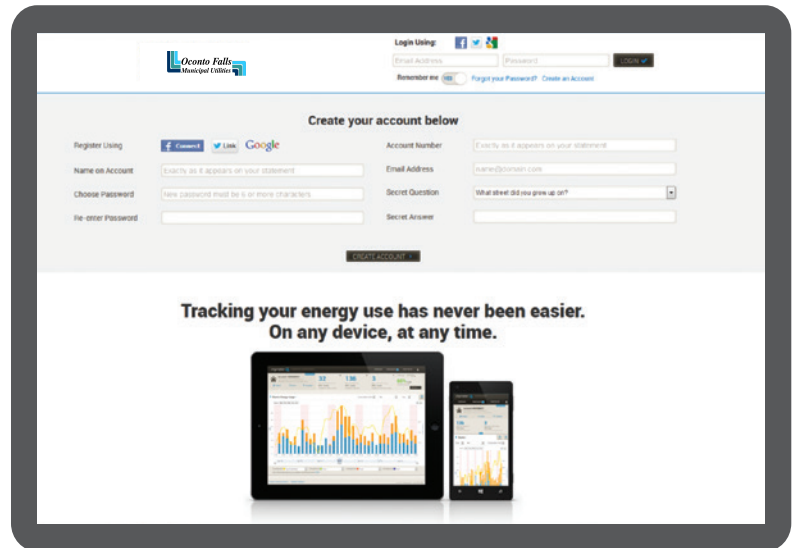 Oconto Falls
Municipal Utilities
Login Using:
Email Address
Password
LOGIN
Remember me
YES
Forgot your Password?
Create an Account
Create your account below
Register Using
Connect
Link
Google
Name on Account
Exactly as it appears on your statement
Choose Password
New password must be 6 or more characters
Re-enter Password
Account Number
Exactly as it appears on your statement
Email Address
name@domain.com
Secret Question
What street did you grow up on?
Secret Answer
CREATE ACCOUNT
Tracking your energy use has never been easier.
On any device, at any time.